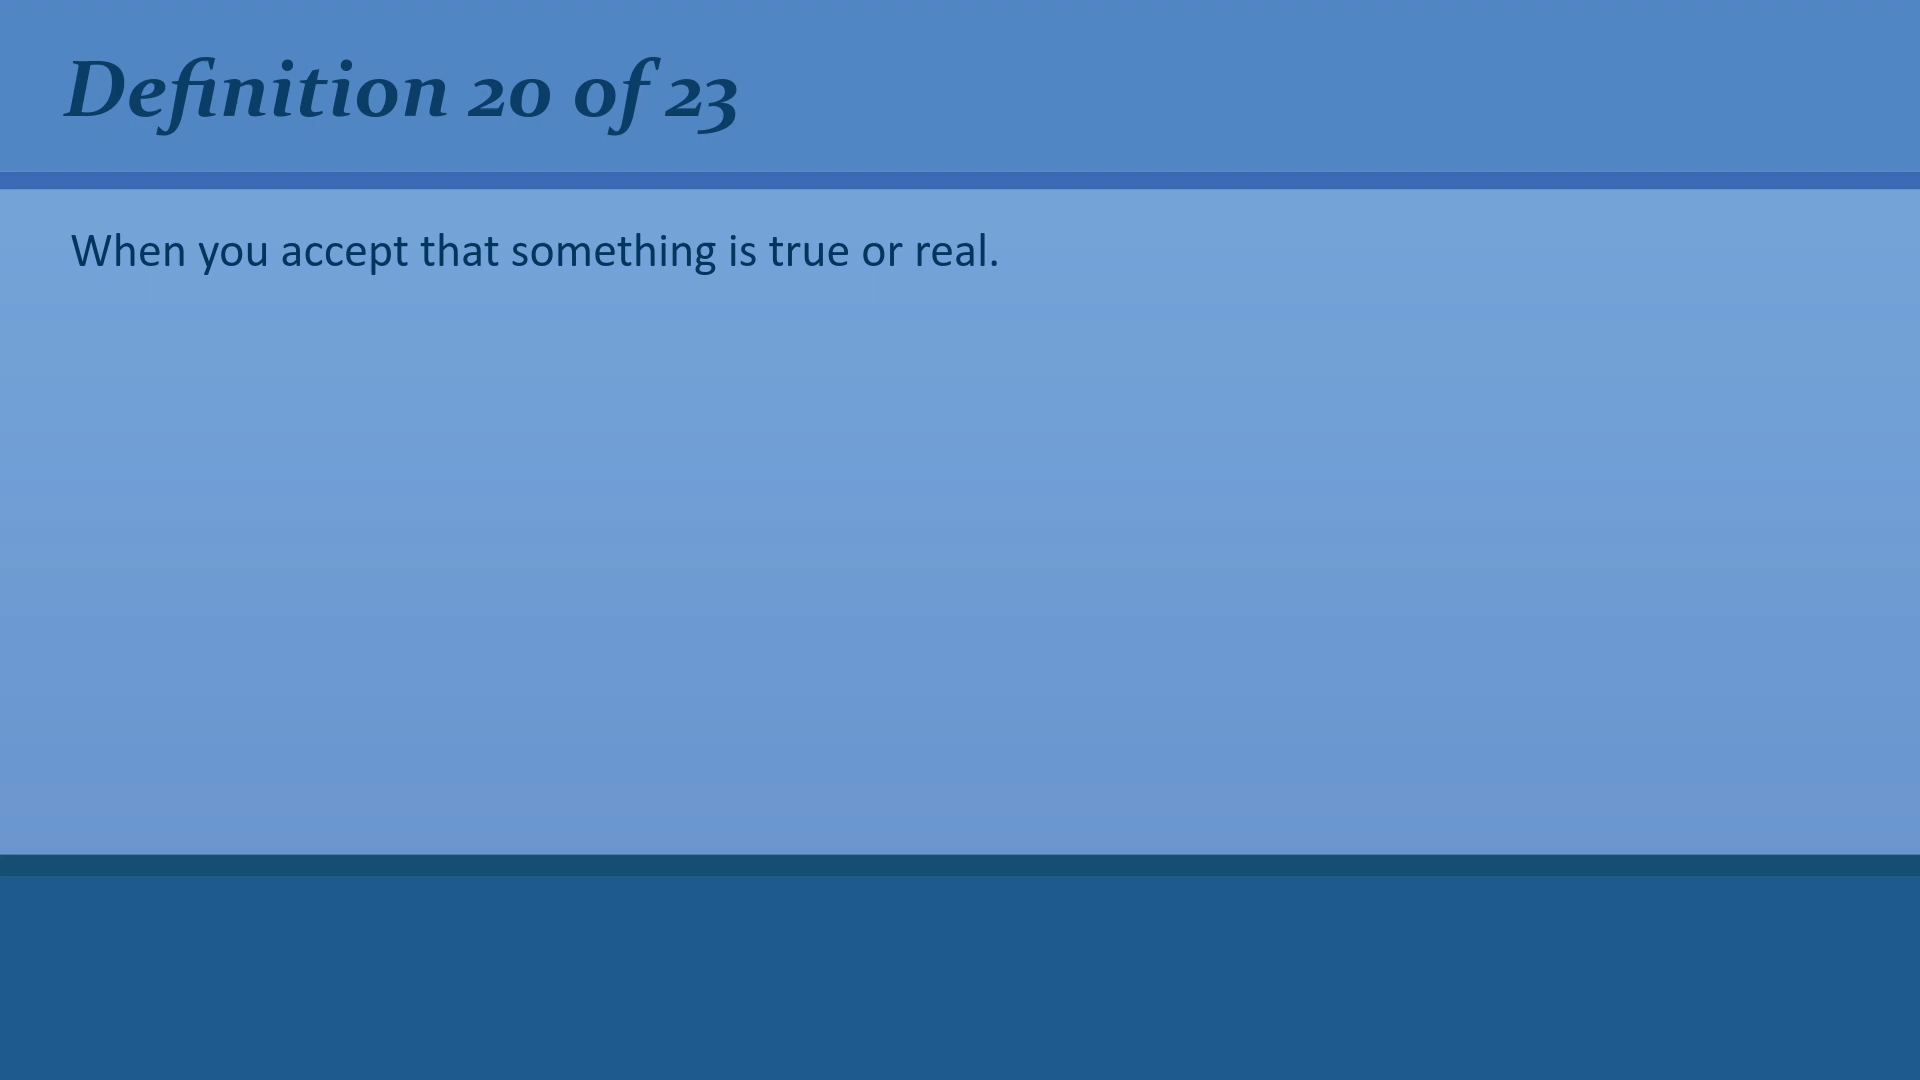 Definition 20 of 23
When you accept that something is true or real.